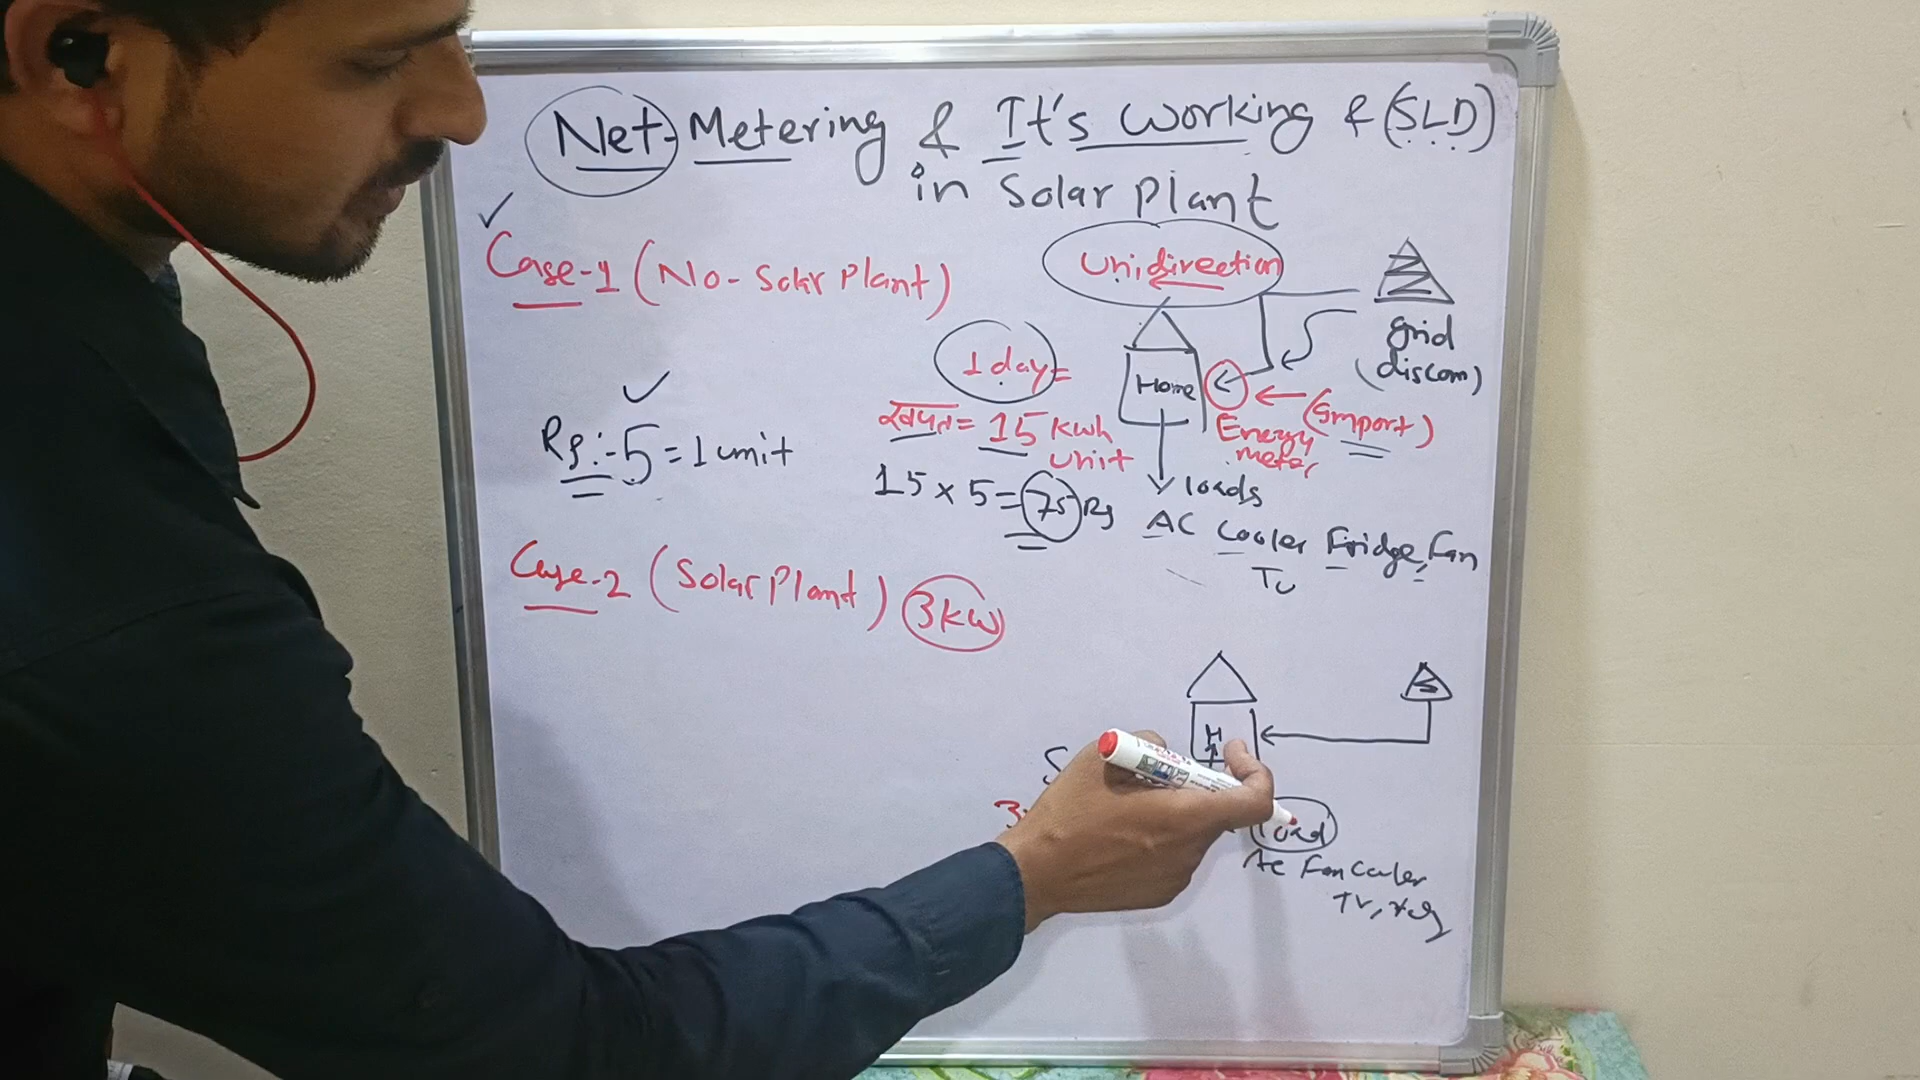 Net-Metering & It's Working & (SLD)
in Solar Plant
Case-1 (No-Solar Plant)
Unidirection
grid
(discom)
1 day=
Home
(Import)
Energy
meter
खपत= 15 kwh
unit
Rs:-5=1 unit
15 x 5=75 Rs
loads
AC Cooler Fridge, Fan
TV
Case-2 (Solar Plant) 3kW
H
S
3
load
AC Fan Cooler
TV,